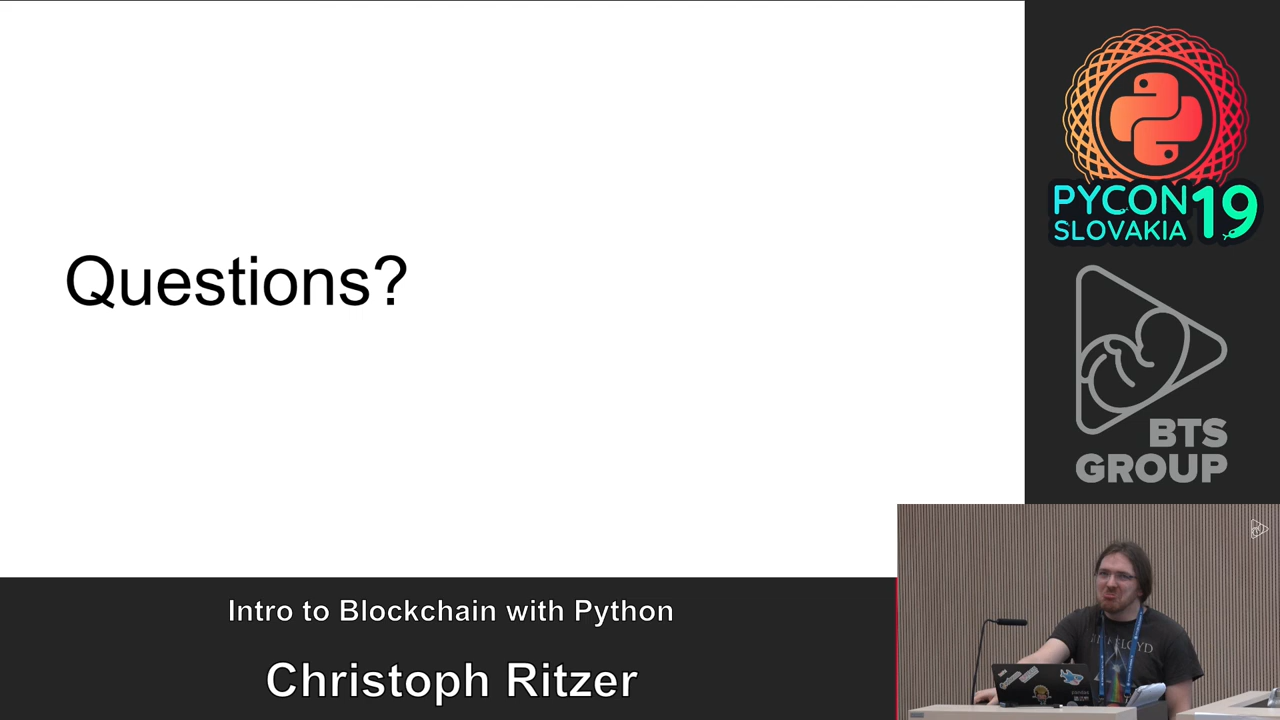 Questions?
PYCON 19
SLOVAKIA
BTS
GROUP
Intro to Blockchain with Python
Christoph Ritzer